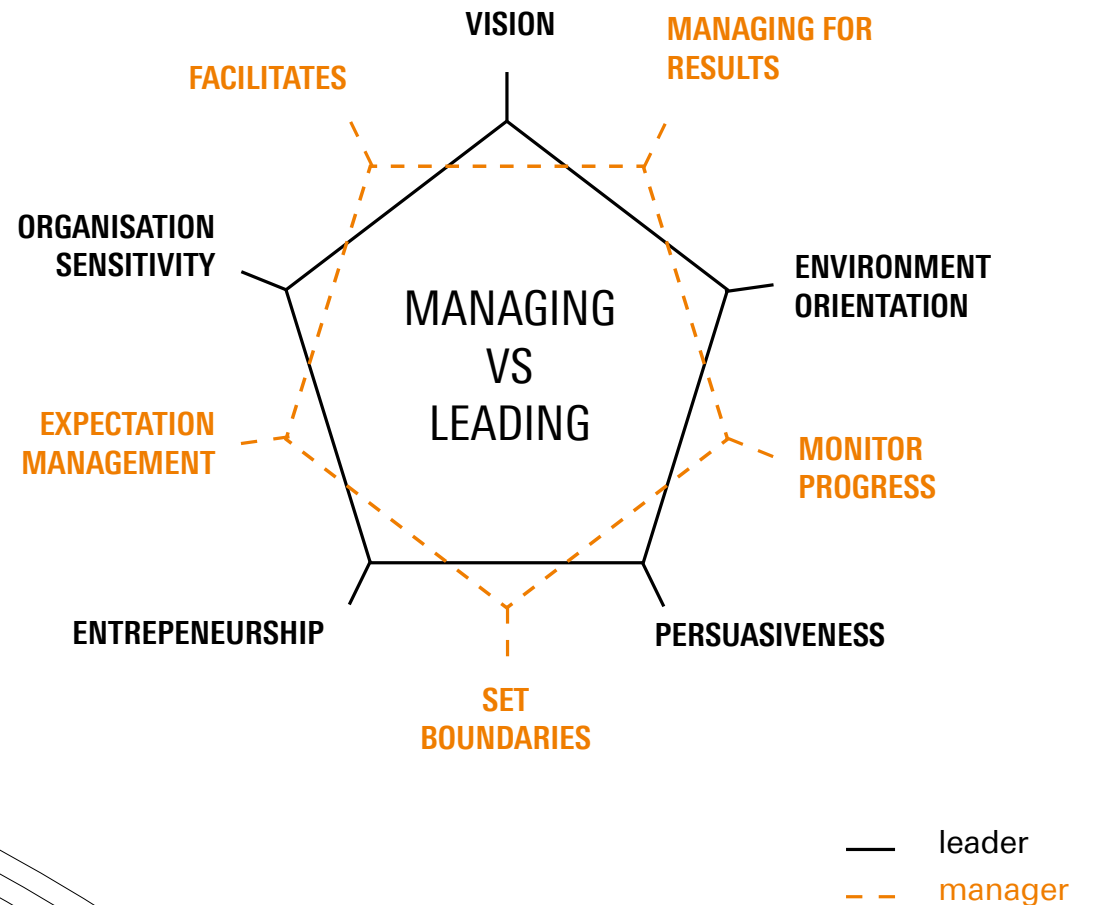 VISION
MANAGING FOR
RESULTS
FACILITATES
ORGANISATION
SENSITIVITY
ENVIRONMENT
ORIENTATION
MANAGING
VS
LEADING
EXPECTATION
MANAGEMENT
MONITOR
PROGRESS
ENTREPENEURSHIP
PERSUASIVENESS
SET
BOUNDARIES
leader
manager